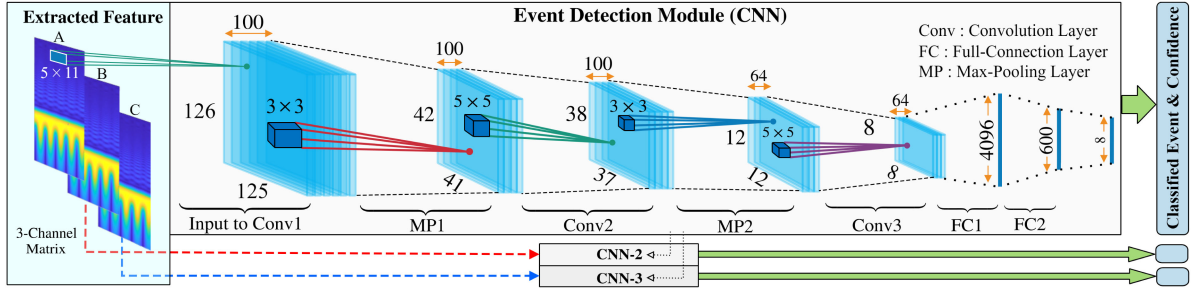 Extracted Feature
A
5 × 11
B
C
3-Channel
Matrix
Event Detection Module (CNN)
Conv : Convolution Layer
FC : Full-Connection Layer
MP : Max-Pooling Layer
100
126
3 × 3
125
Input to Conv1
100
42
5 × 5
41
MP1
100
38
3 × 3
37
Conv2
64
12
5 × 5
12
MP2
64
8
8
Conv3
4096
FC1
600
FC2
8
CNN-2
CNN-3
Classified Event & Confidence